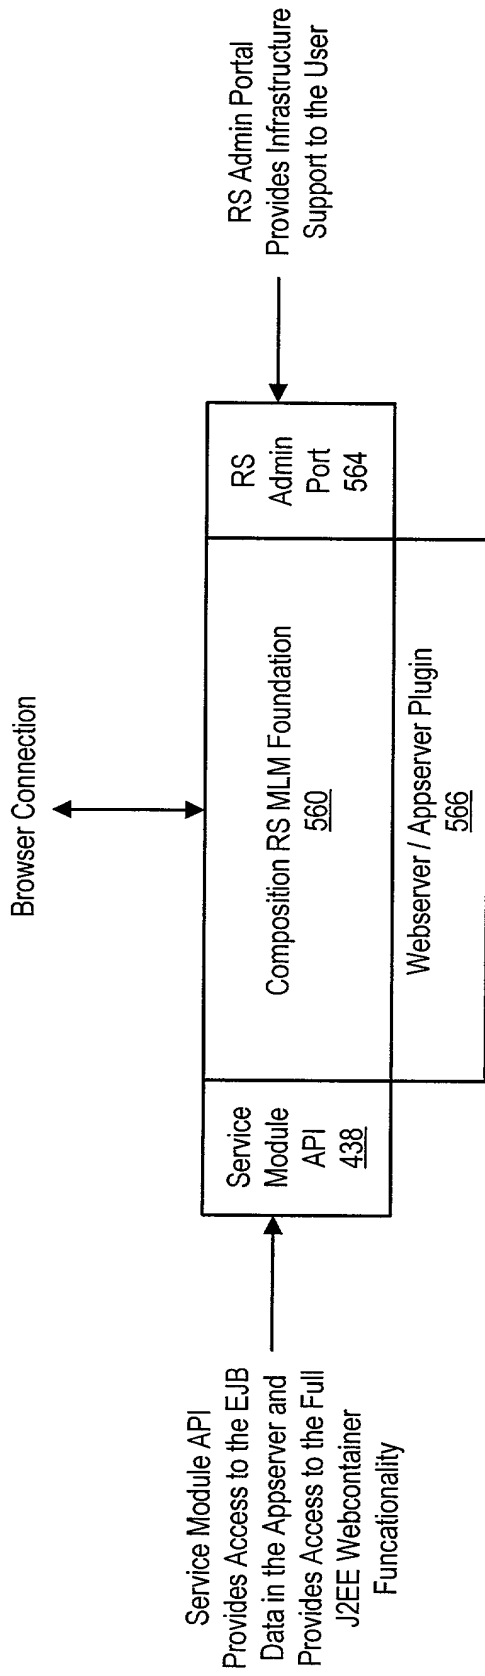 Browser Connection
Service Module API
Provides Access to the EJB
Data in the Appserver and
Provides Access to the Full
J2EE Webcontainer
Funcationality
Service
Module
API
438
Composition RS MLM Foundation
560
RS
Admin
Port
564
RS Admin Portal
Provides Infrastructure
Support to the User
Webserver / Appserver Plugin
566